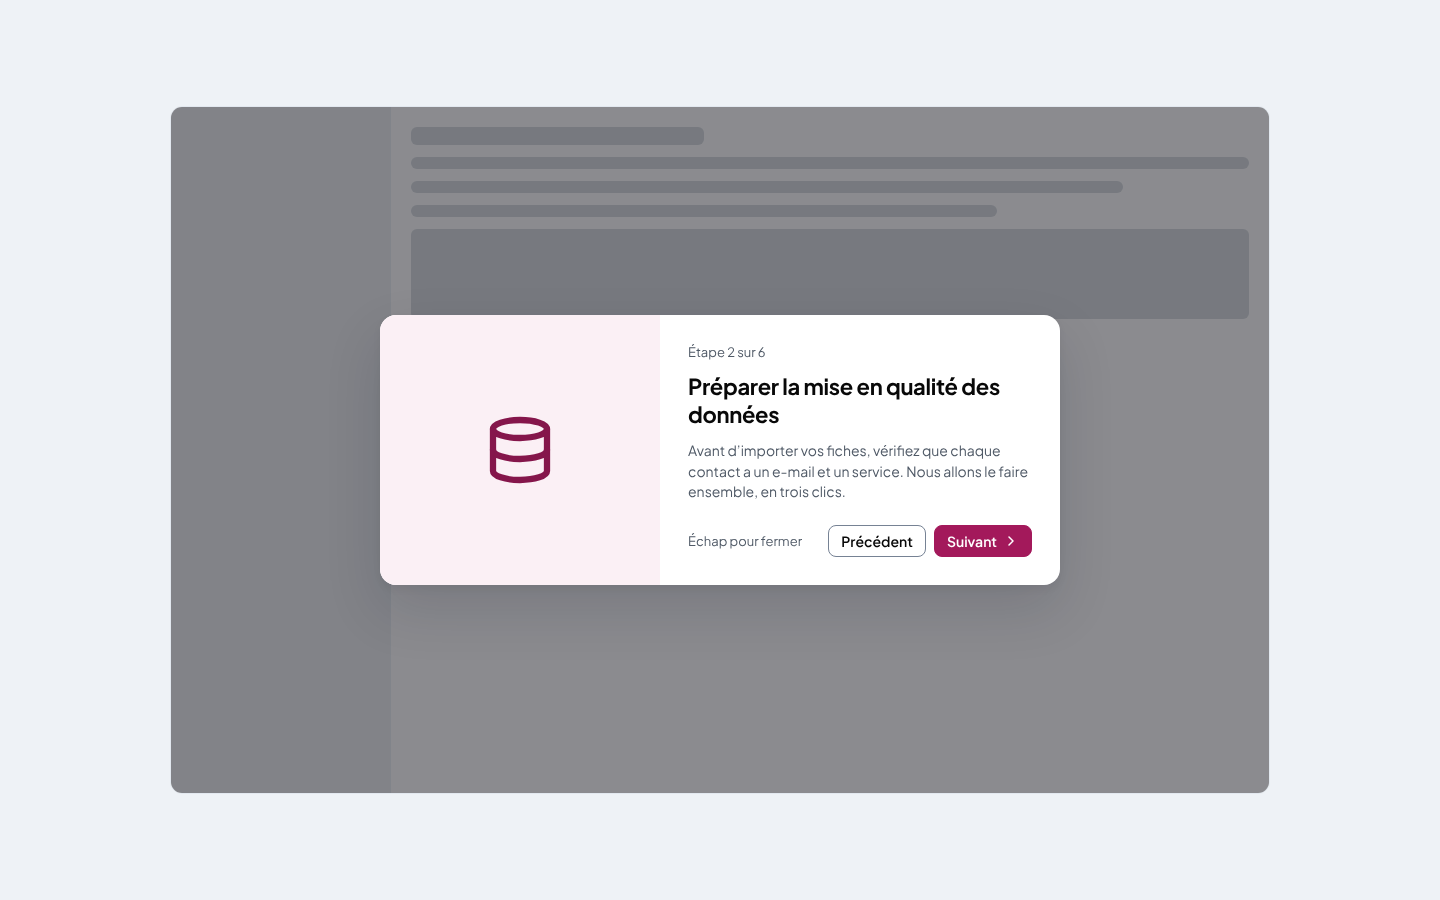 Étape 2 sur 6
Préparer la mise en qualité des
données
Avant d’importer vos fiches, vérifiez que chaque
contact a un e-mail et un service. Nous allons le faire
ensemble, en trois clics.
Échap pour fermer
Précédent
Suivant